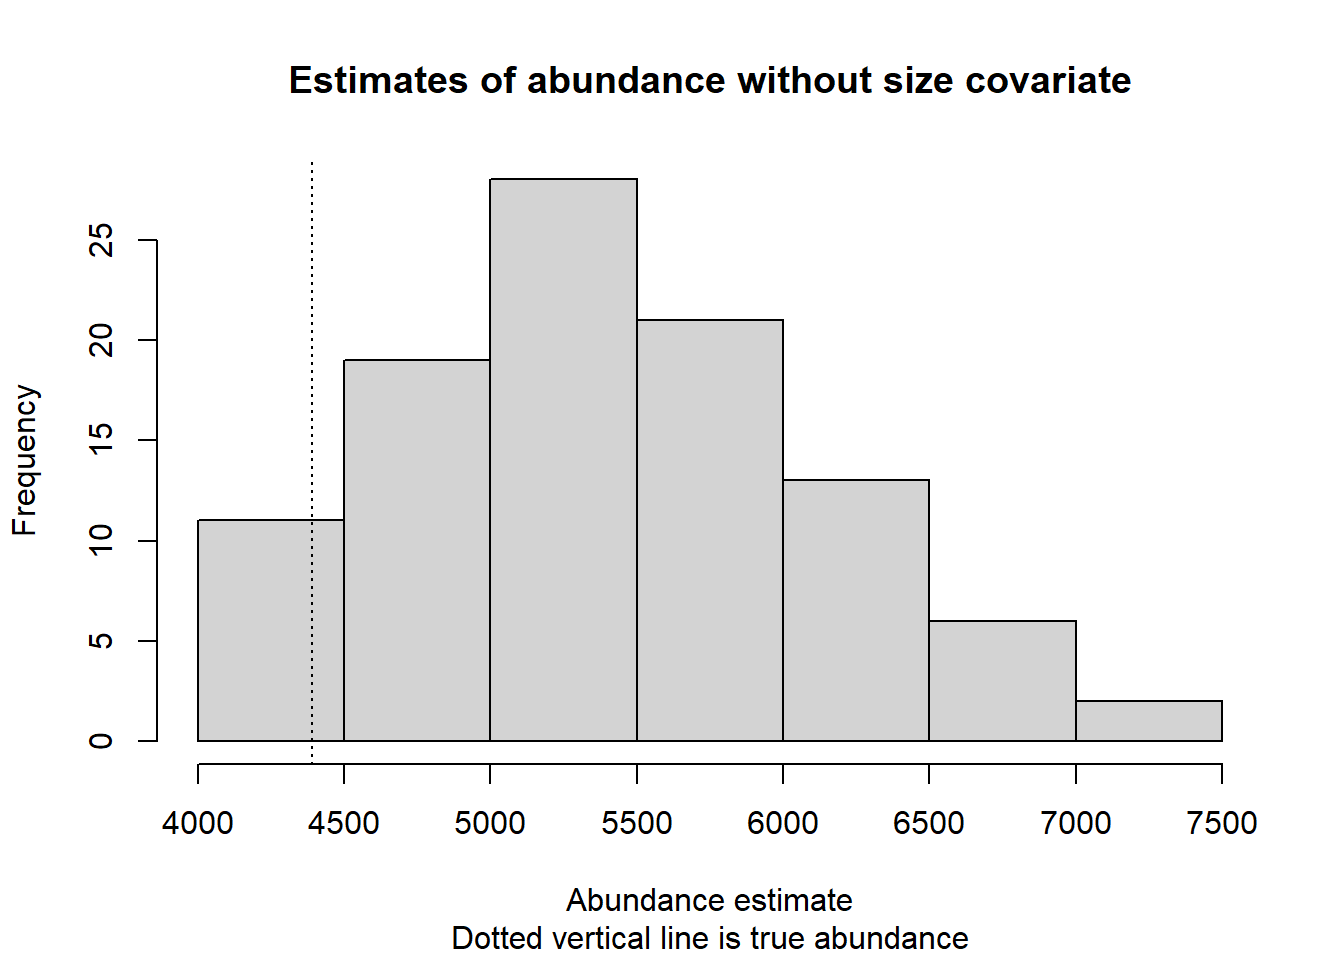 Estimates of abundance without size covariate
Frequency
25
20
15
10
5
0
4000 4500 5000 5500 6000 6500 7000 7500
Abundance estimate
Dotted vertical line is true abundance